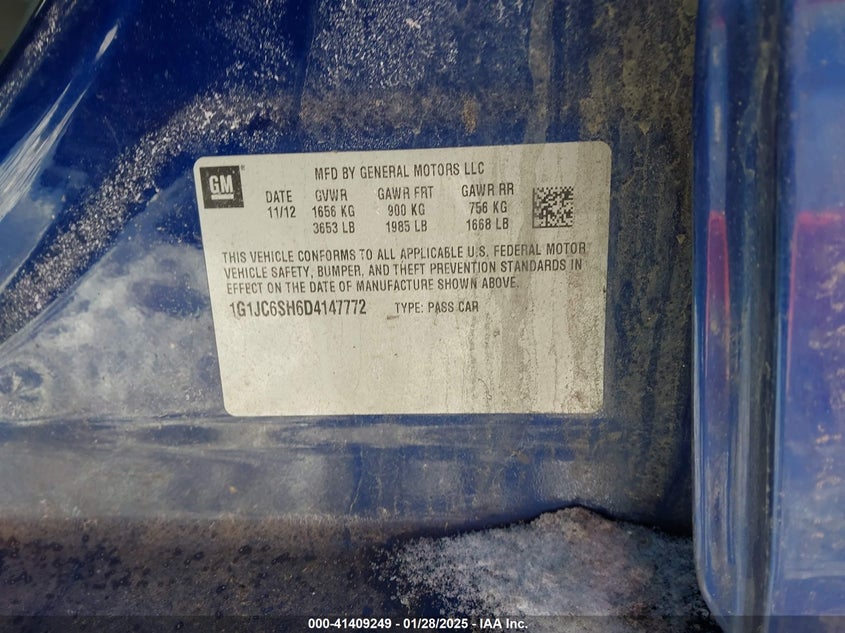 GM
MFD BY GENERAL MOTORS LLC
DATE GVWR GAWR FRT GAWR RR
11/12 1656 KG 900 KG 756 KG
3653 LB 1985 LB 1668 LB
THIS VEHICLE CONFORMS TO ALL APPLICABLE U.S. FEDERAL MOTOR
VEHICLE SAFETY, BUMPER, AND THEFT PREVENTION STANDARDS IN
EFFECT ON THE DATE OF MANUFACTURE SHOWN ABOVE.
1G1JC6SH6D4147772 TYPE: PASS CAR
000-41409249 — 01/28/2025 — IAA Inc.